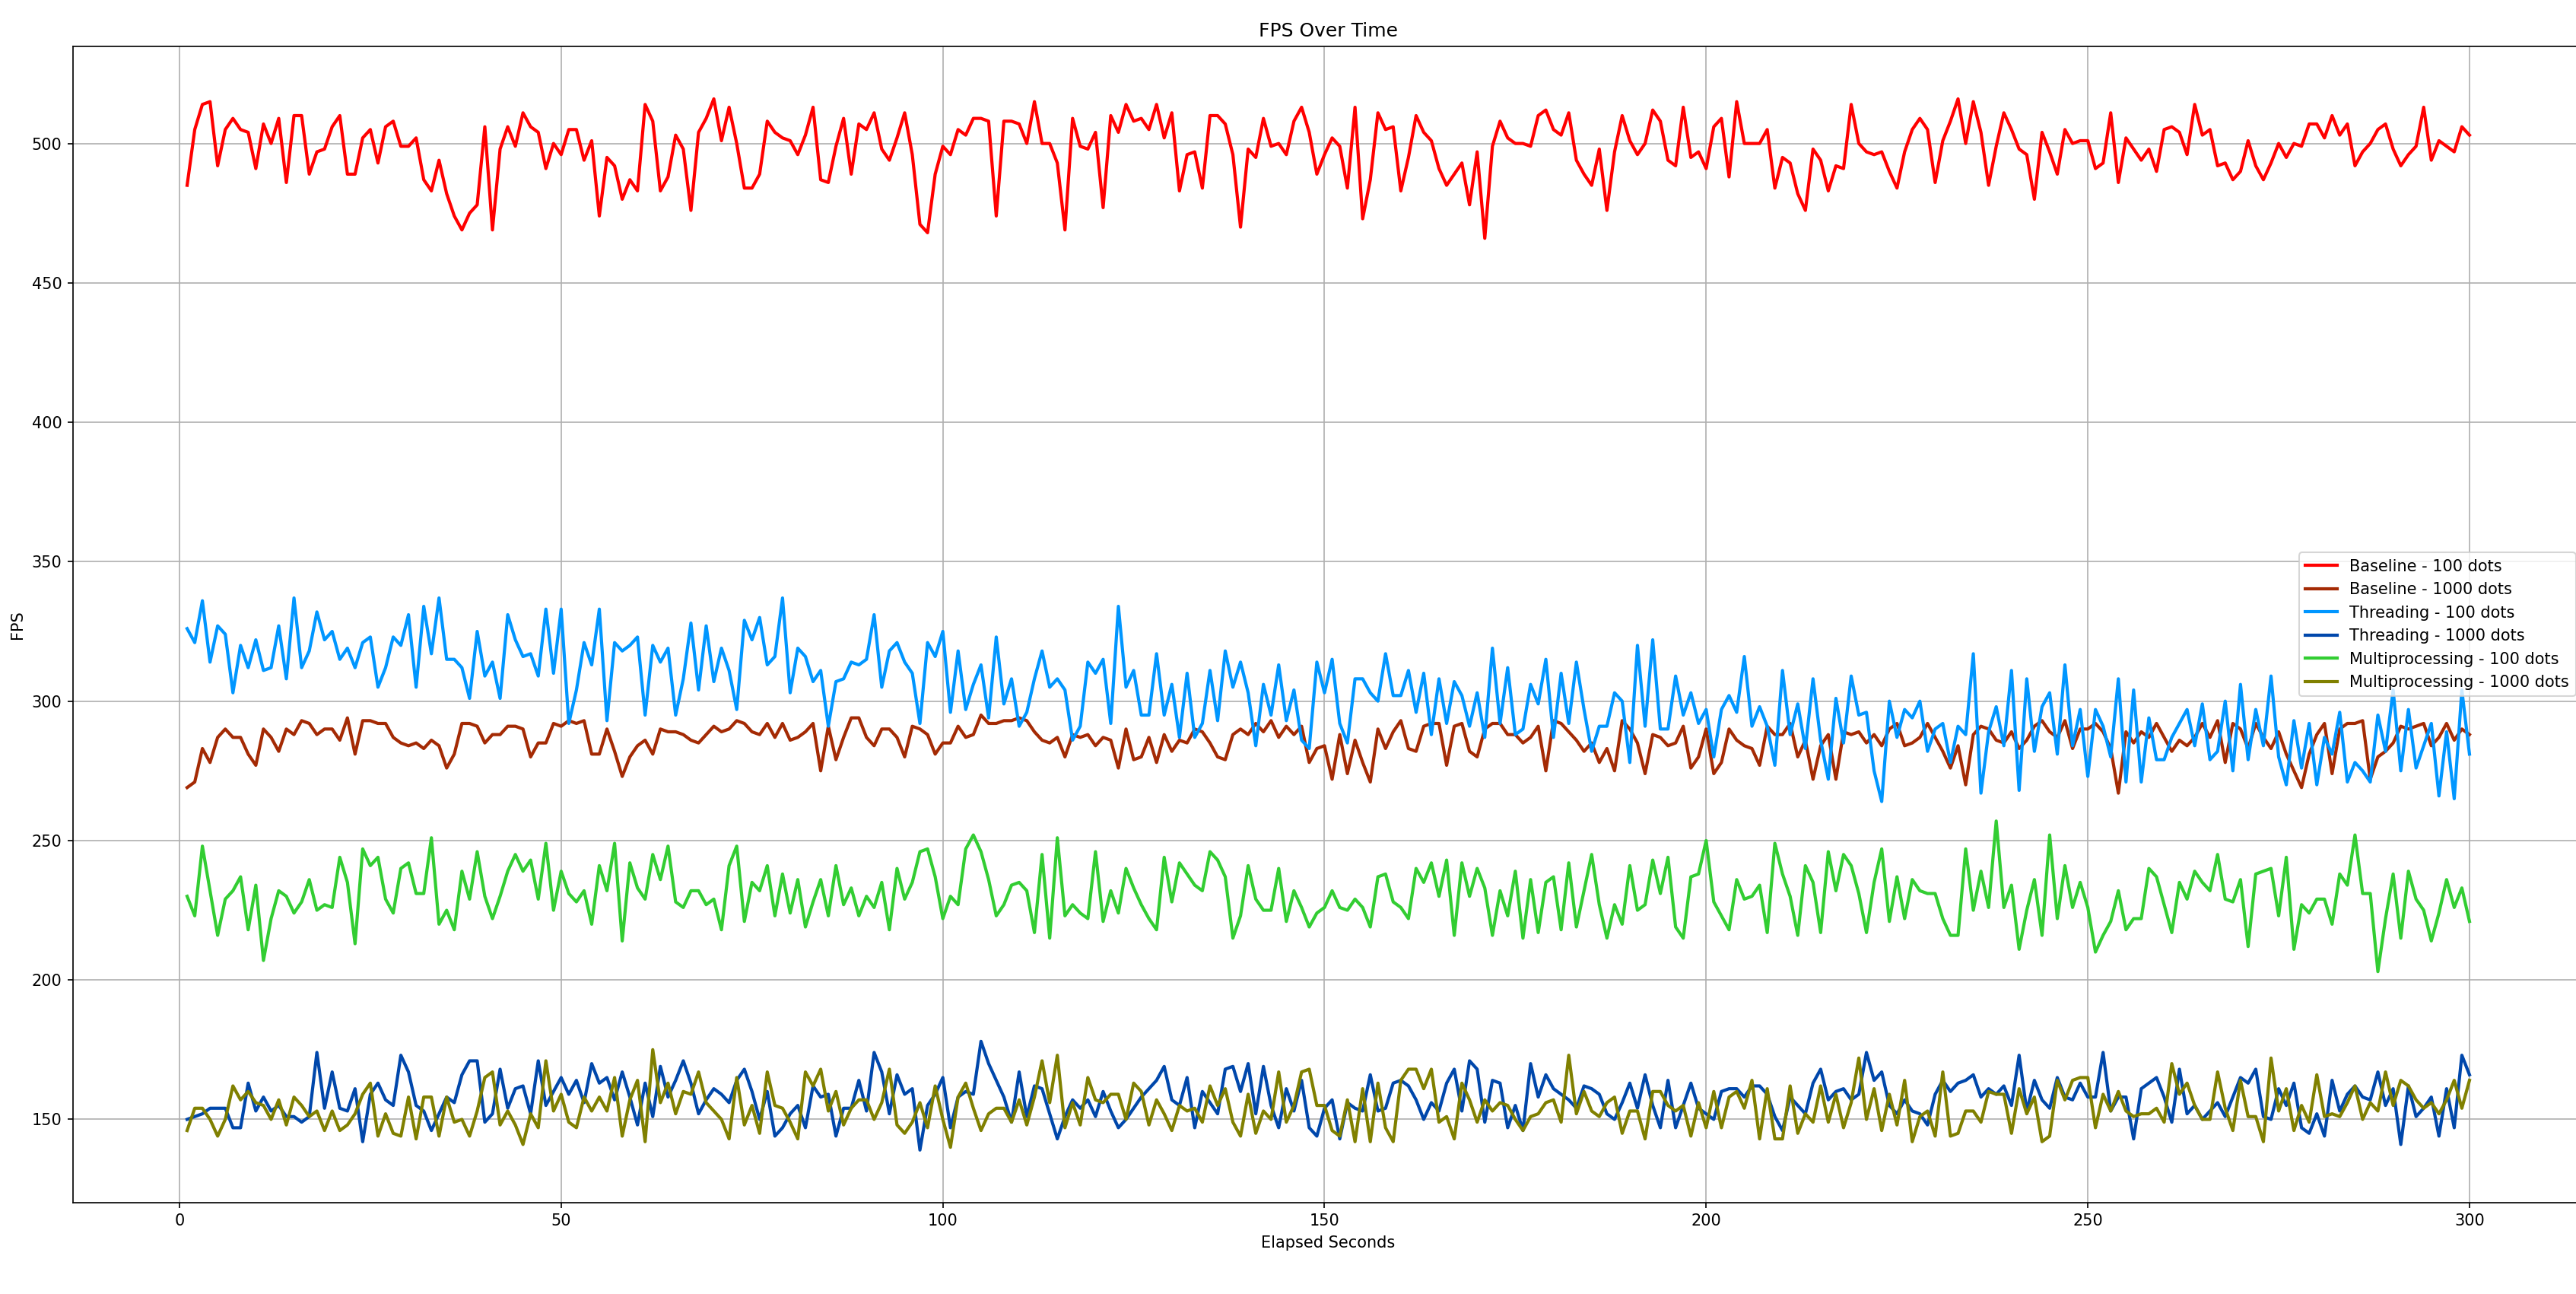 FPS Over Time
500
450
400
350
300
250
200
150
FPS
Baseline - 100 dots
Baseline - 1000 dots
Threading - 100 dots
Threading - 1000 dots
Multiprocessing - 100 dots
Multiprocessing - 1000 dots
0 50 100 150 200 250 300
Elapsed Seconds